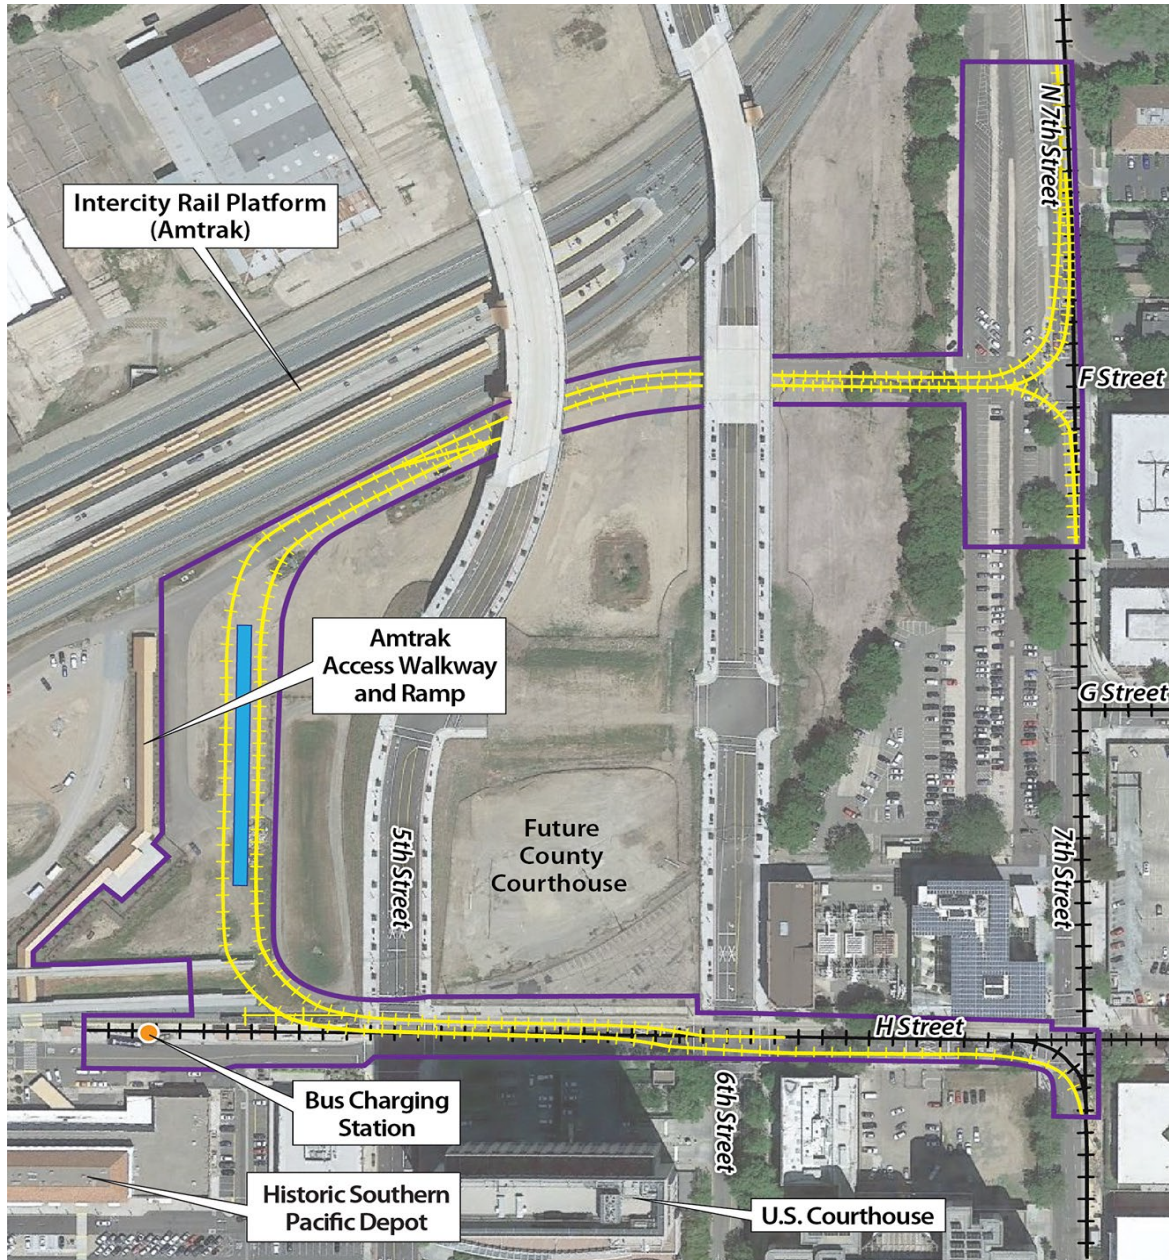 N 7th Street
Intercity Rail Platform
(Amtrak)
F Street
Amtrak
Access Walkway
and Ramp
G Street
5th Street
Future
County
Courthouse
7th Street
H Street
Bus Charging
Station
6th Street
Historic Southern
Pacific Depot
U.S. Courthouse